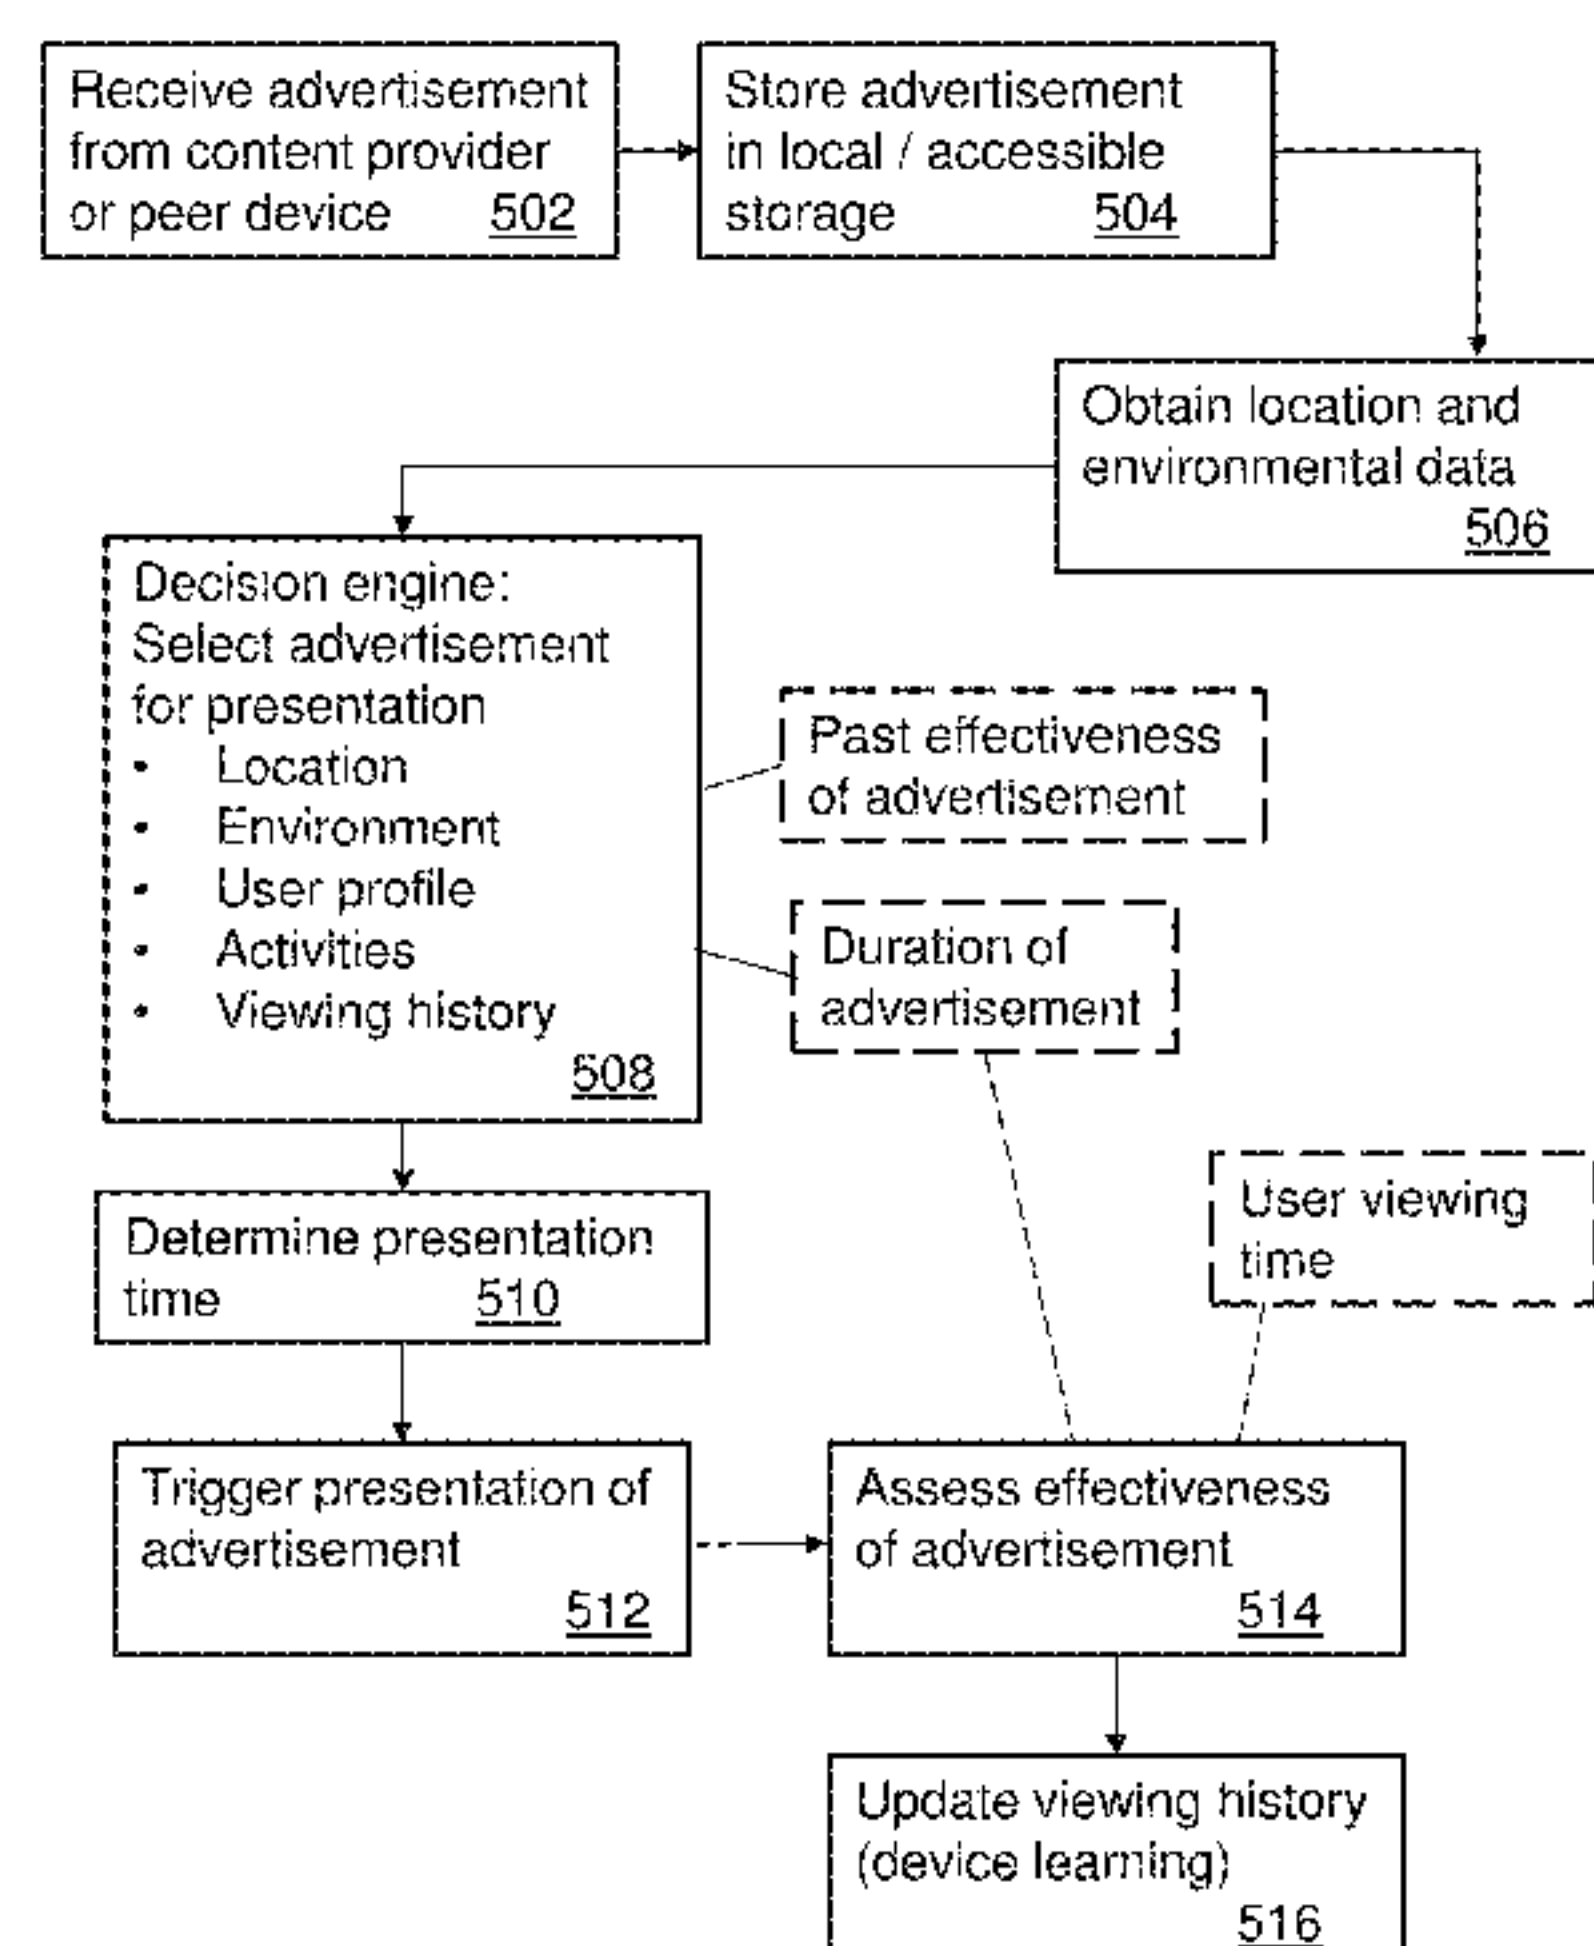 Receive advertisement
from content provider
or peer device 502
Store advertisement
in local / accessible
storage 504
Obtain location and
environmental data
506
Decision engine:
Select advertisement
for presentation
• Location
• Environment
• User profile
• Activities
• Viewing history
508
Past effectiveness
of advertisement
Duration of
advertisement
User viewing
time
Determine presentation
time 510
Trigger presentation of
advertisement
512
Assess effectiveness
of advertisement
514
Update viewing history
(device learning)
516